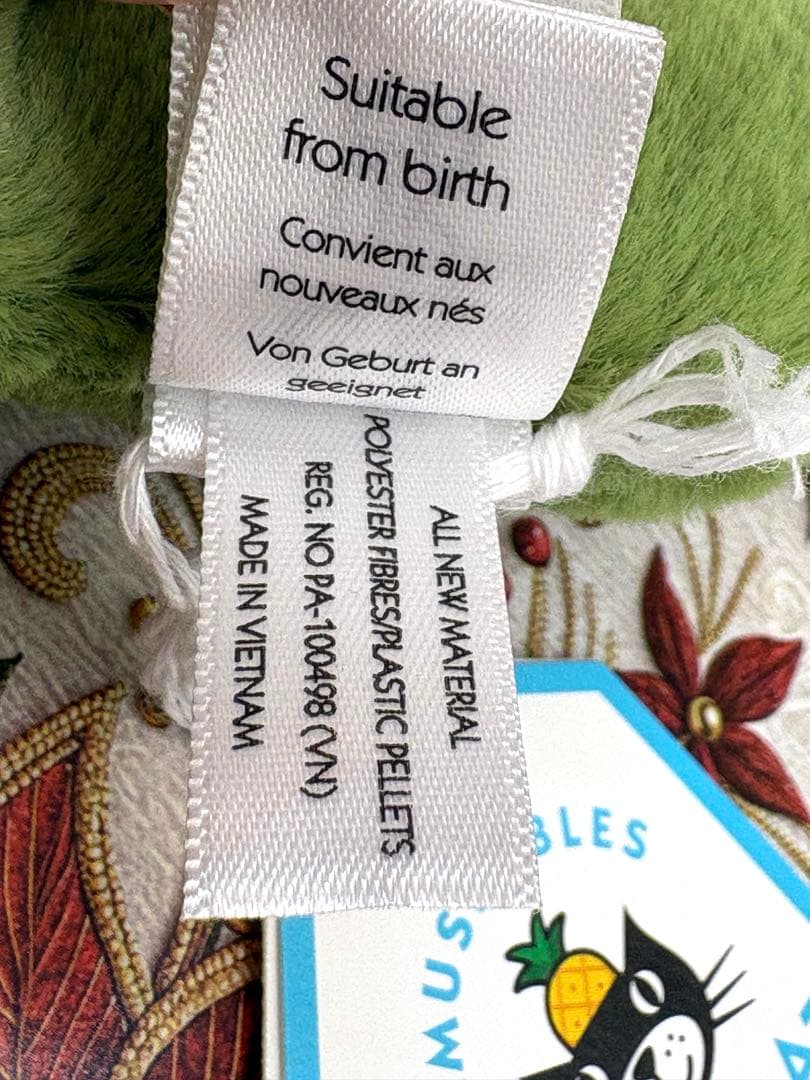 Suitable
from birth
Convient aux
nouveaux nés
Von Geburt an
geeignet
ALL NEW MATERIAL
POLYESTER FIBRES/PLASTIC PELLETS
REG. NO PA-100498 (VN)
MADE IN VIETNAM